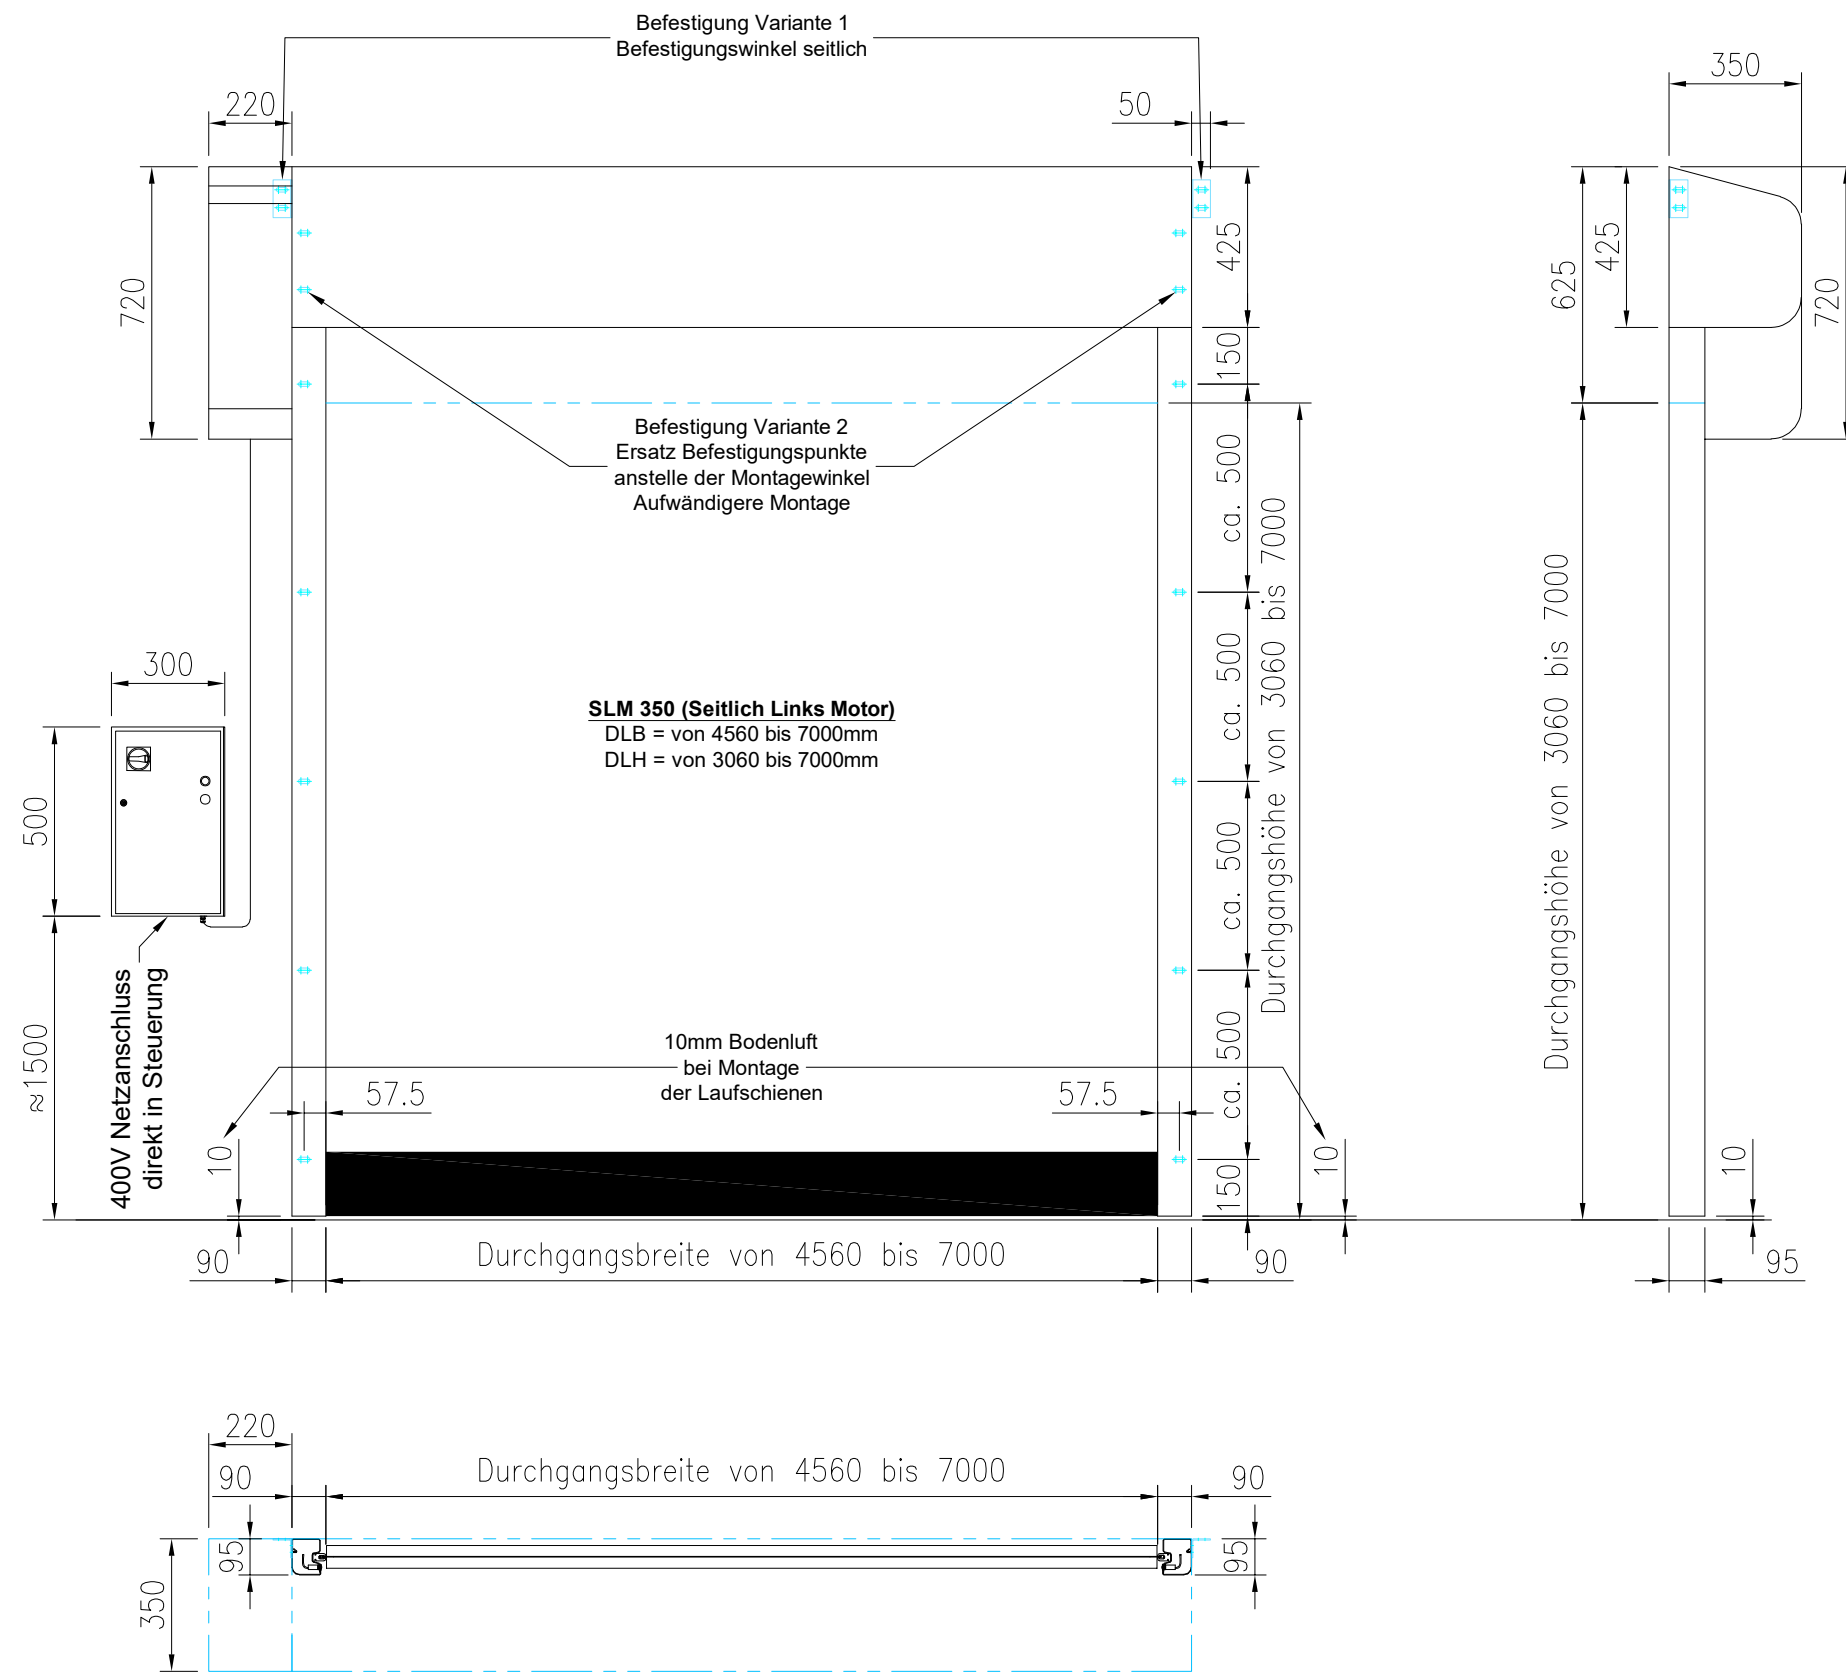 Befestigung Variante 1
Befestigungswinkel seitlich
220
50
350
720
425
150
625
425
720
Befestigung Variante 2
Ersatz Befestigungspunkte
anstelle der Montagewinkel
Aufwändigere Montage
ca. 500
ca. 500
ca. 500
ca. 500
150
Durchgangshöhe von 3060 bis 7000
Durchgangshöhe von 3060 bis 7000
300
500
≈1500
SLM 350 (Seitlich Links Motor)
DLB = von 4560 bis 7000mm
DLH = von 3060 bis 7000mm
400V Netzanschluss
direkt in Steuerung
10mm Bodenluft
bei Montage
der Laufschienen
57.5
57.5
10
10
10
90
Durchgangsbreite von 4560 bis 7000
90
95
220
90
Durchgangsbreite von 4560 bis 7000
90
95
95
350